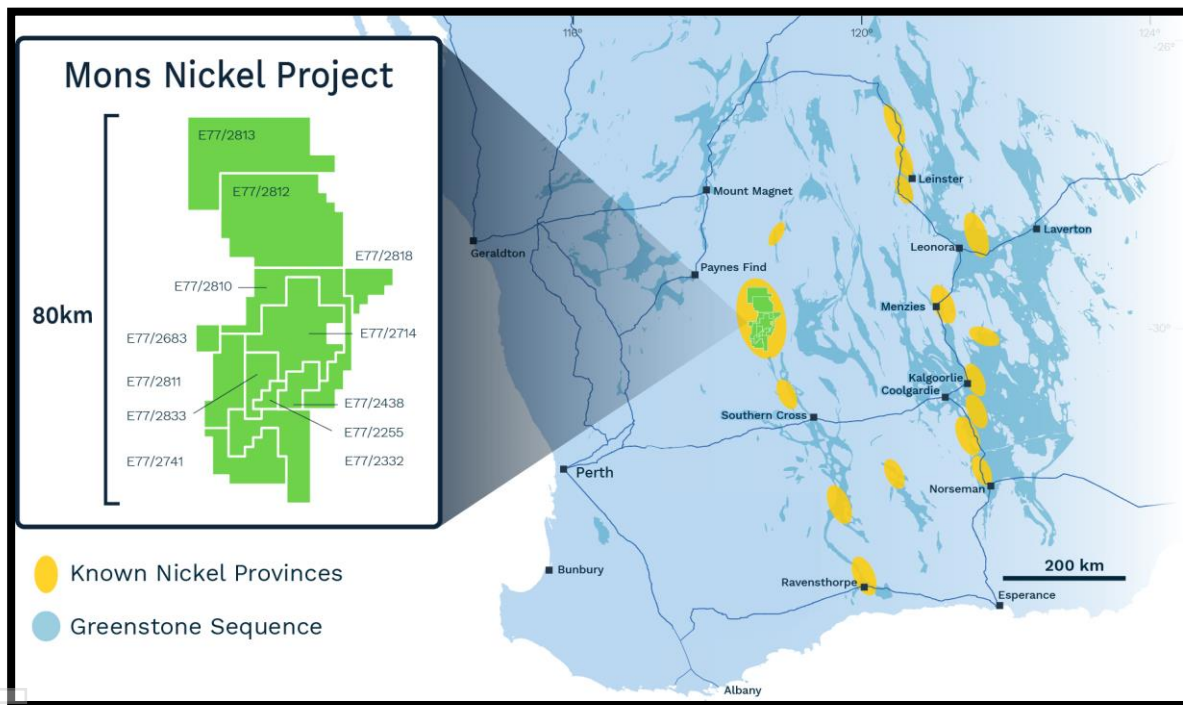 Mons Nickel Project
80km
E77/2813
E77/2812
E77/2818
E77/2810
E77/2714
E77/2683
E77/2811
E77/2833
E77/2438
E77/2255
E77/2741
E77/2332
Known Nickel Provinces
Greenstone Sequence
116°
120°
124°
-26°
-30°
Leinster
Mount Magnet
Laverton
Leonora
Geraldton
Paynes Find
Menzies
Kalgoorlie
Coolgardie
Southern Cross
Perth
Norseman
Bunbury
Ravensthorpe
200 km
Esperance
Albany